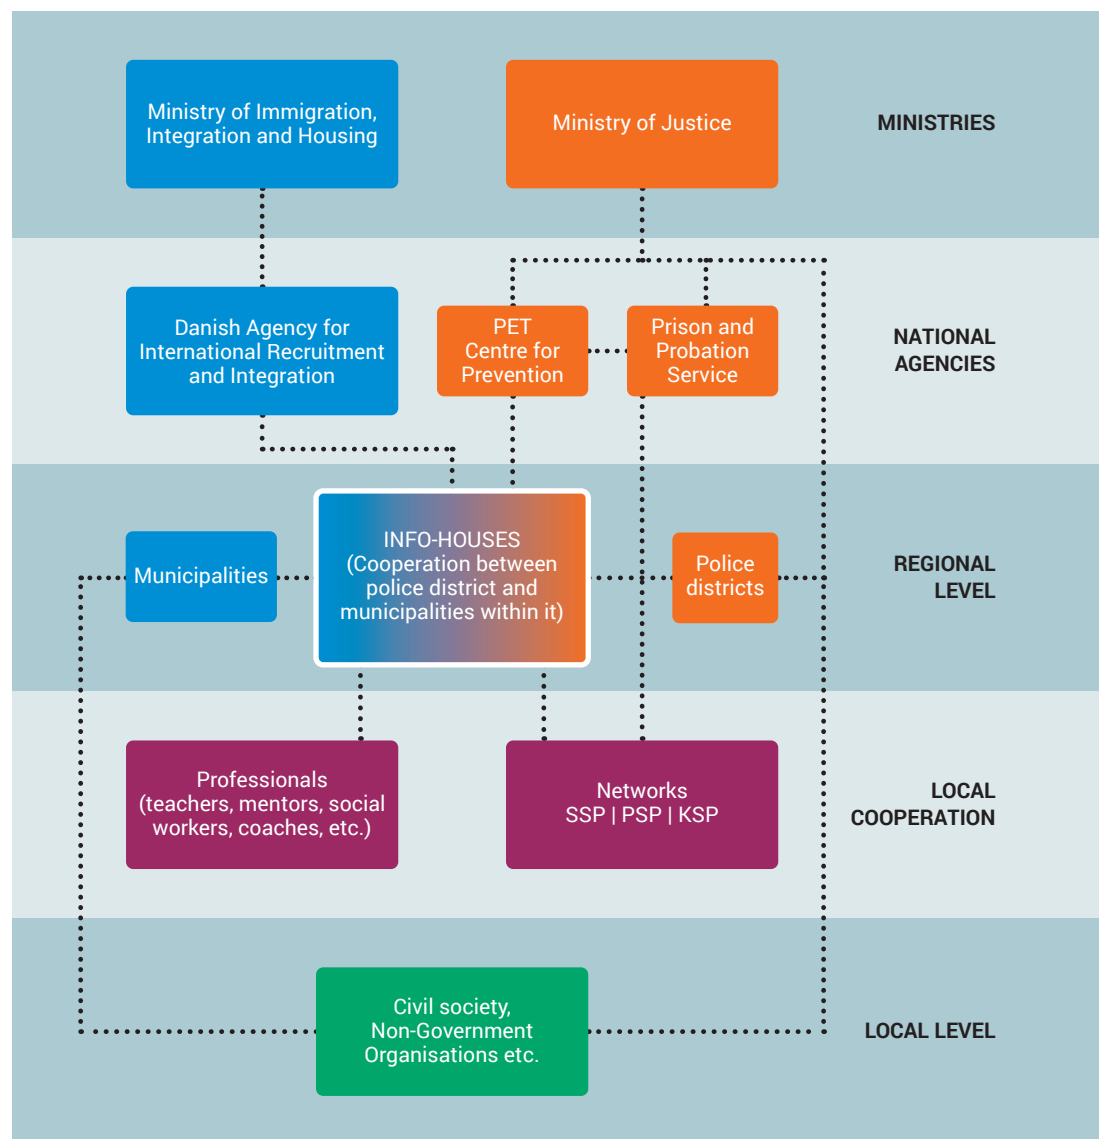 Ministry of Immigration,
Integration and Housing
Ministry of Justice
MINISTRIES
Danish Agency for
International Recruitment
and Integration
PET
Centre for
Prevention
Prison and
Probation
Service
NATIONAL
AGENCIES
Municipalities
INFO-HOUSES
(Cooperation between
police district and
municipalities within it)
Police
districts
REGIONAL
LEVEL
Professionals
(teachers, mentors, social
workers, coaches, etc.)
Networks
SSP | PSP | KSP
LOCAL
COOPERATION
Civil society,
Non-Government
Organisations etc.
LOCAL LEVEL